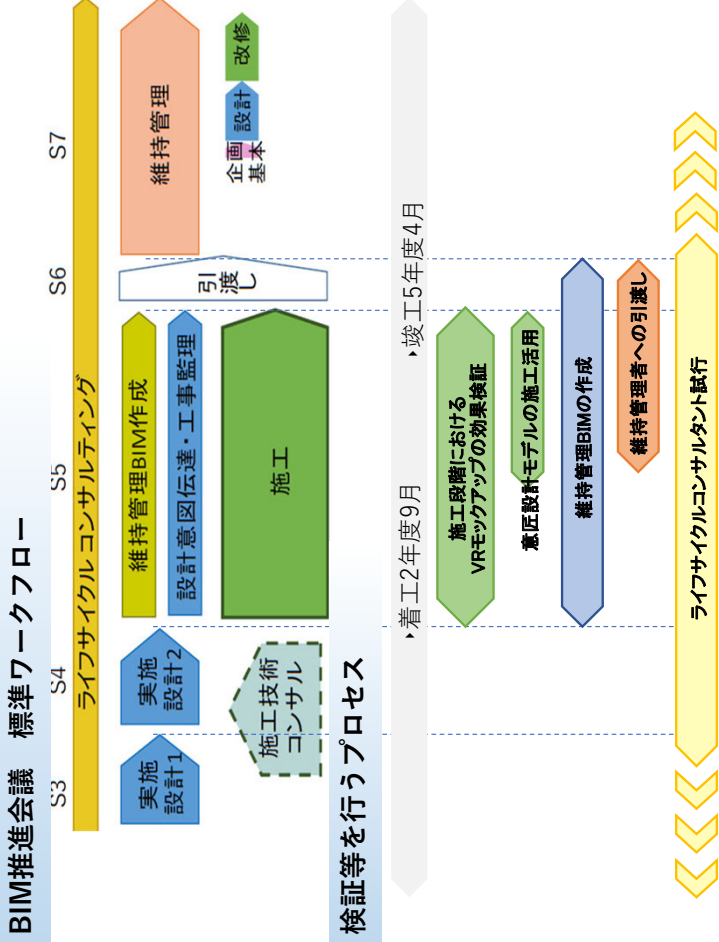 BIM推進会議　標準ワークフロー
S3
S4
S5
S6
S7
ライフサイクル コンサルティング
実施
設計1
実施
設計2
維持管理BIM作成
設計意図伝達・工事監理
施工技術
コンサル
施工
引渡
し
維持管理
企画
基本
設計
改修
検証等を行うプロセス
▸着工2年度9月
▸竣工5年度4月
施工段階における
VRモックアップの効果検証
意匠設計モデルの施工活用
維持管理BIMの作成
維持管理者への引渡し
ライフサイクルコンサルタント試行